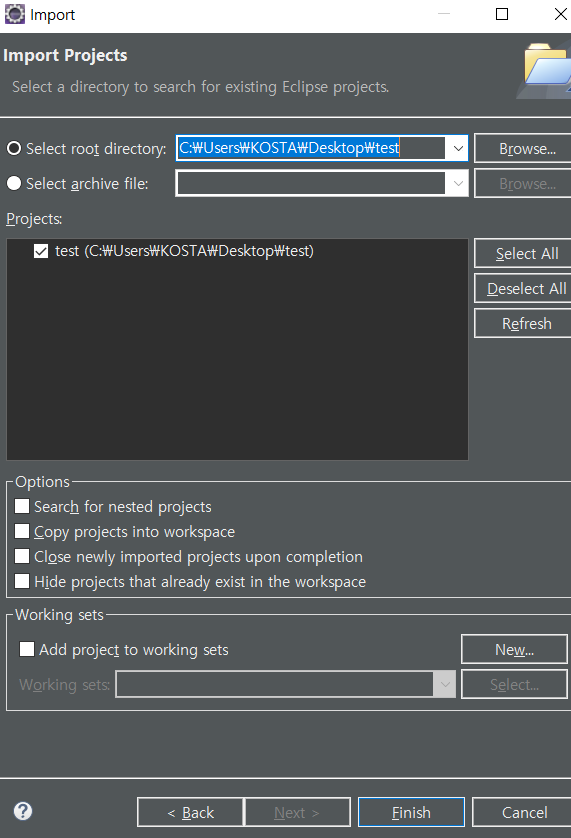 Import
Import Projects
Select a directory to search for existing Eclipse projects.
Select root directory: C:₩Users₩KOSTA₩Desktop₩test Browse...
Select archive file: Browse...
Projects:
test (C:₩Users₩KOSTA₩Desktop₩test)
Select All
Deselect All
Refresh
Options
Search for nested projects
Copy projects into workspace
Close newly imported projects upon completion
Hide projects that already exist in the workspace
Working sets
Add project to working sets New...
Working sets: Select...
? < Back Next > Finish Cancel